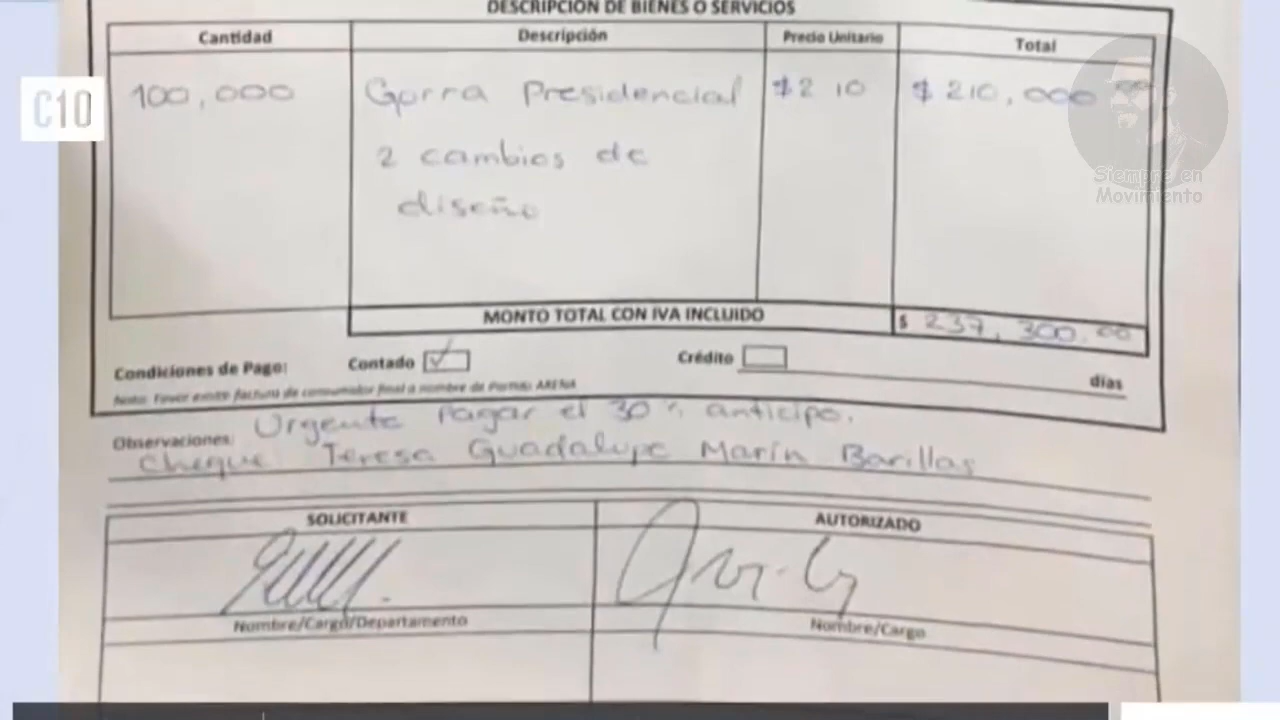 DESCRIPCIÓN DE BIENES O SERVICIOS
Cantidad Descripción Precio Unitario Total
100,000 Gorra Presidencial $2 10 $ 210,000.00
2 cambios de
diseño
MONTO TOTAL CON IVA INCLUIDO $ 237,300.00
Condiciones de Pago: Contado ✓ Crédito días
Nota: Favor emitir factura de consumidor final a nombre de Partido ARENA
Observaciones: Urgente Pagar el 30% anticipo.
Cheque Teresa Guadalupe Marín Barillas
SOLICITANTE AUTORIZADO
Nombre/Cargo/Departamento Nombre/Cargo
C10
Siempre en
Movimiento